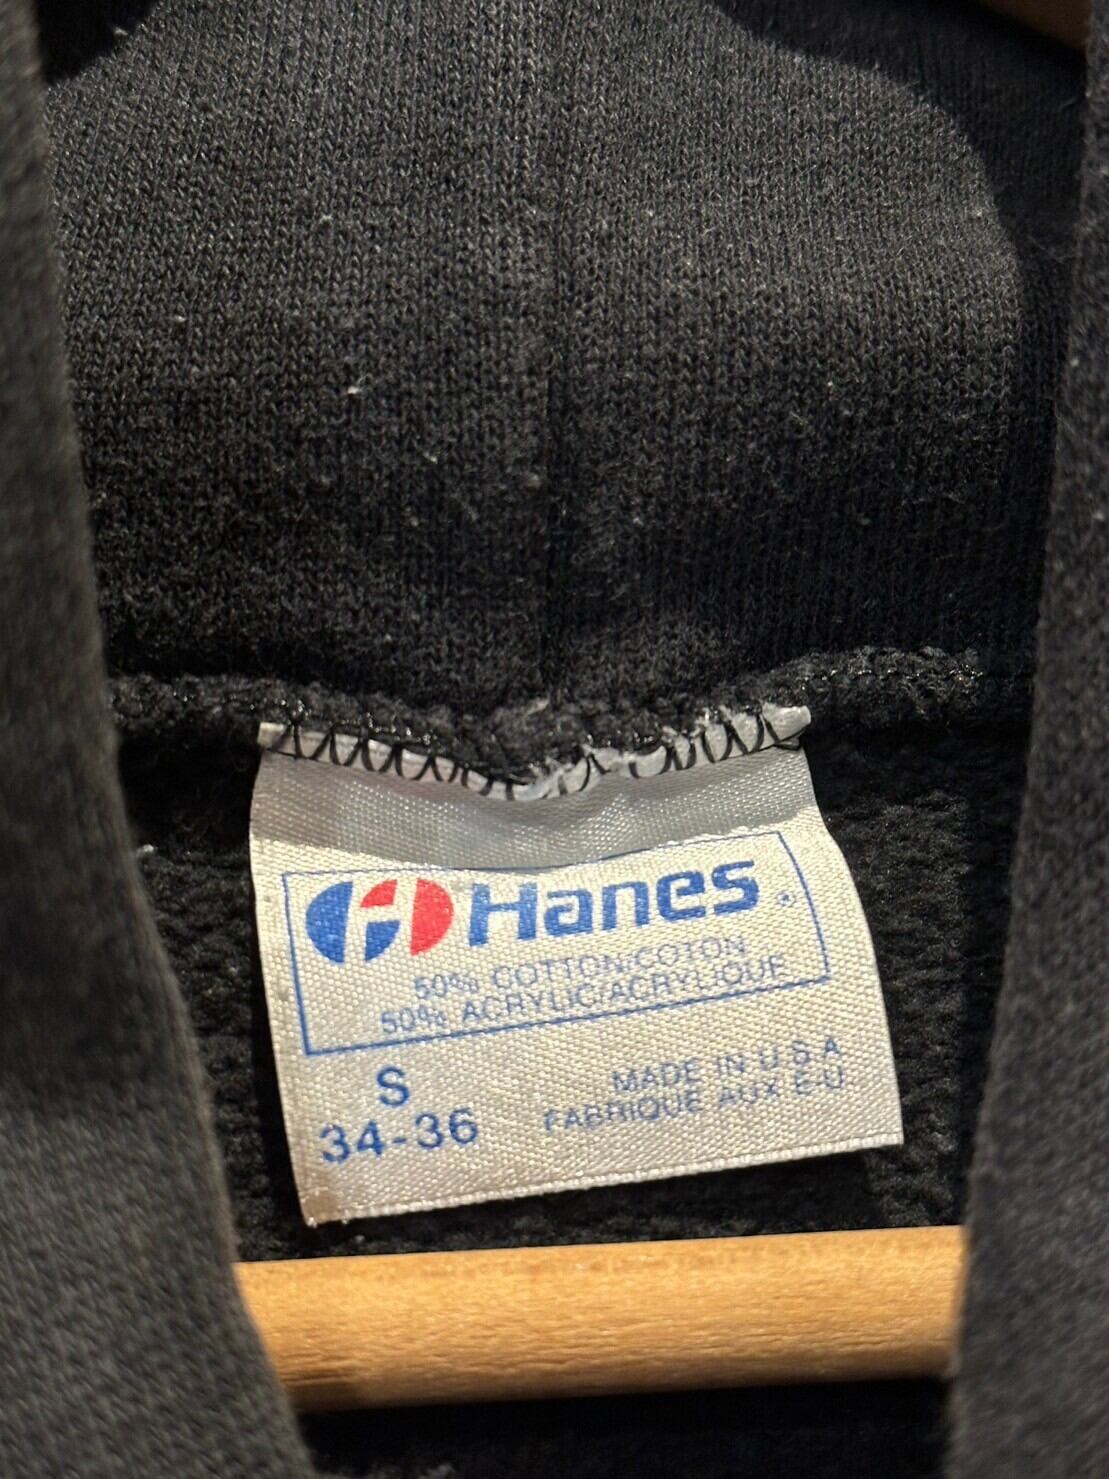 Hanes ®
50% COTTON/COTON
50% ACRYLIC/ACRYLIQUE
S
34-36
MADE IN U.S.A
FABRIQUE AUX E-U